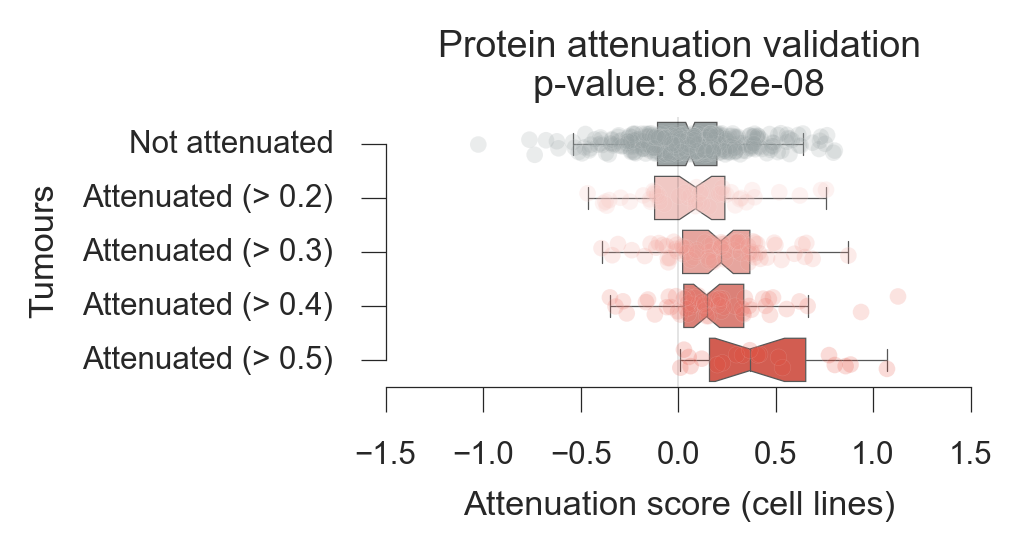 Protein attenuation validation
p-value: 8.62e-08
Tumours
Not attenuated
Attenuated (> 0.2)
Attenuated (> 0.3)
Attenuated (> 0.4)
Attenuated (> 0.5)
−1.5 −1.0 −0.5 0.0 0.5 1.0 1.5
Attenuation score (cell lines)